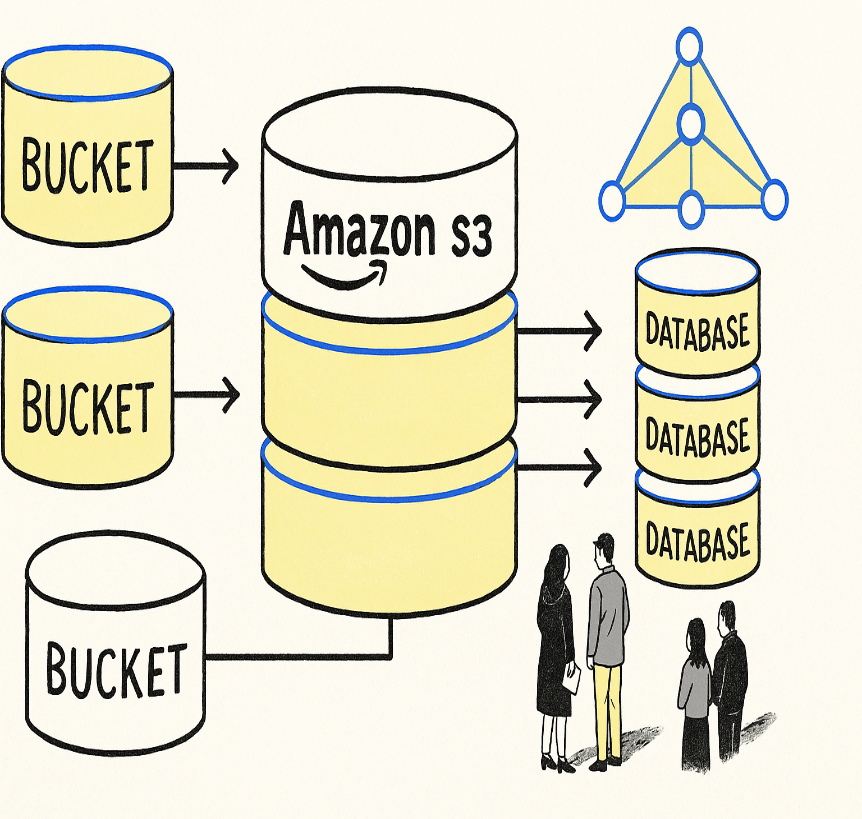 BUCKET
Amazon s3
BUCKET
DATABASE
DATABASE
DATABASE
BUCKET